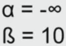 α = -∞
ß = 10